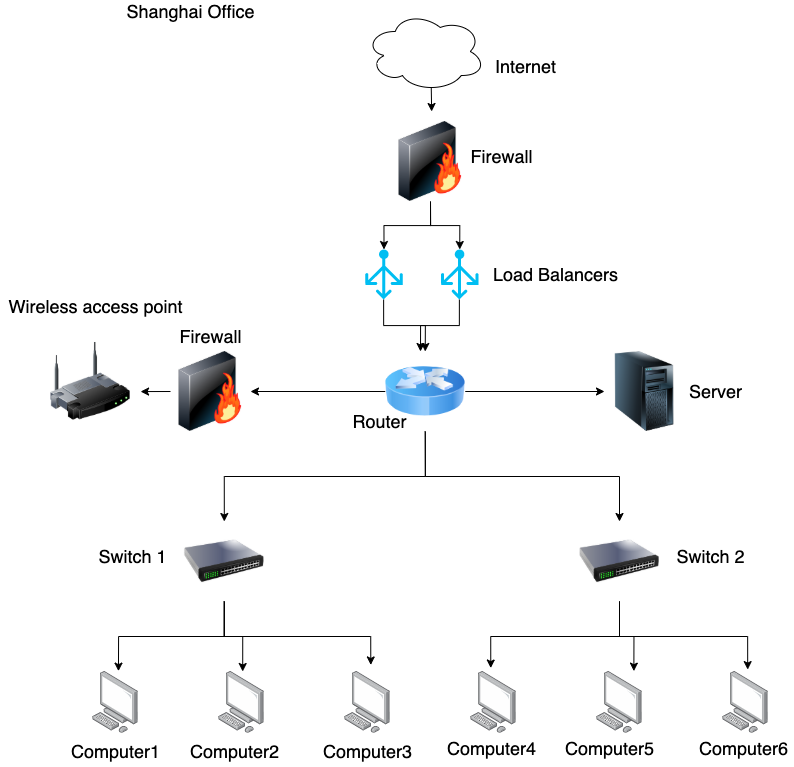 Shanghai Office
Internet
Firewall
Load Balancers
Wireless access point
Firewall
Router
Server
Switch 1
Switch 2
Computer1
Computer2
Computer3
Computer4
Computer5
Computer6